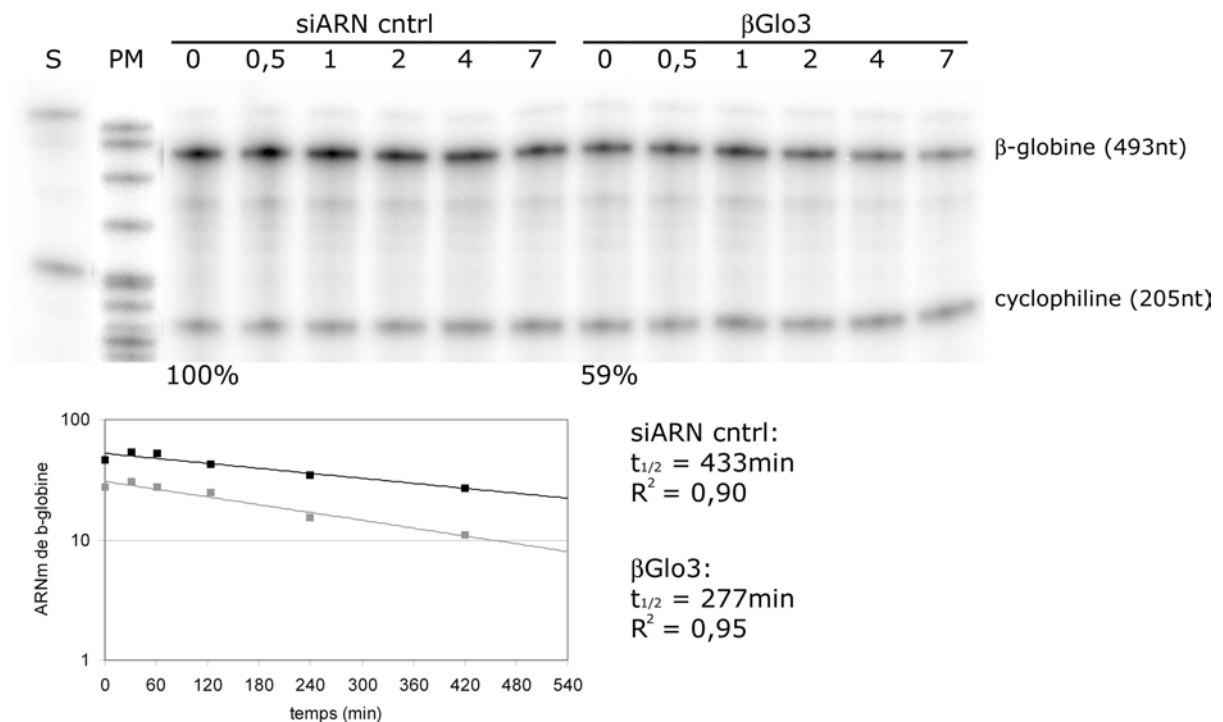 siARN cntrl βGlo3
S PM 0 0,5 1 2 4 7 0 0,5 1 2 4 7
β-globine (493nt)
cyclophiline (205nt)
100% 59%
ARNm de b-globine
100
10
1
0 60 120 180 240 300 360 420 480 540
temps (min)
siARN cntrl:
t1/2 = 433min
R² = 0,90
βGlo3:
t1/2 = 277min
R² = 0,95